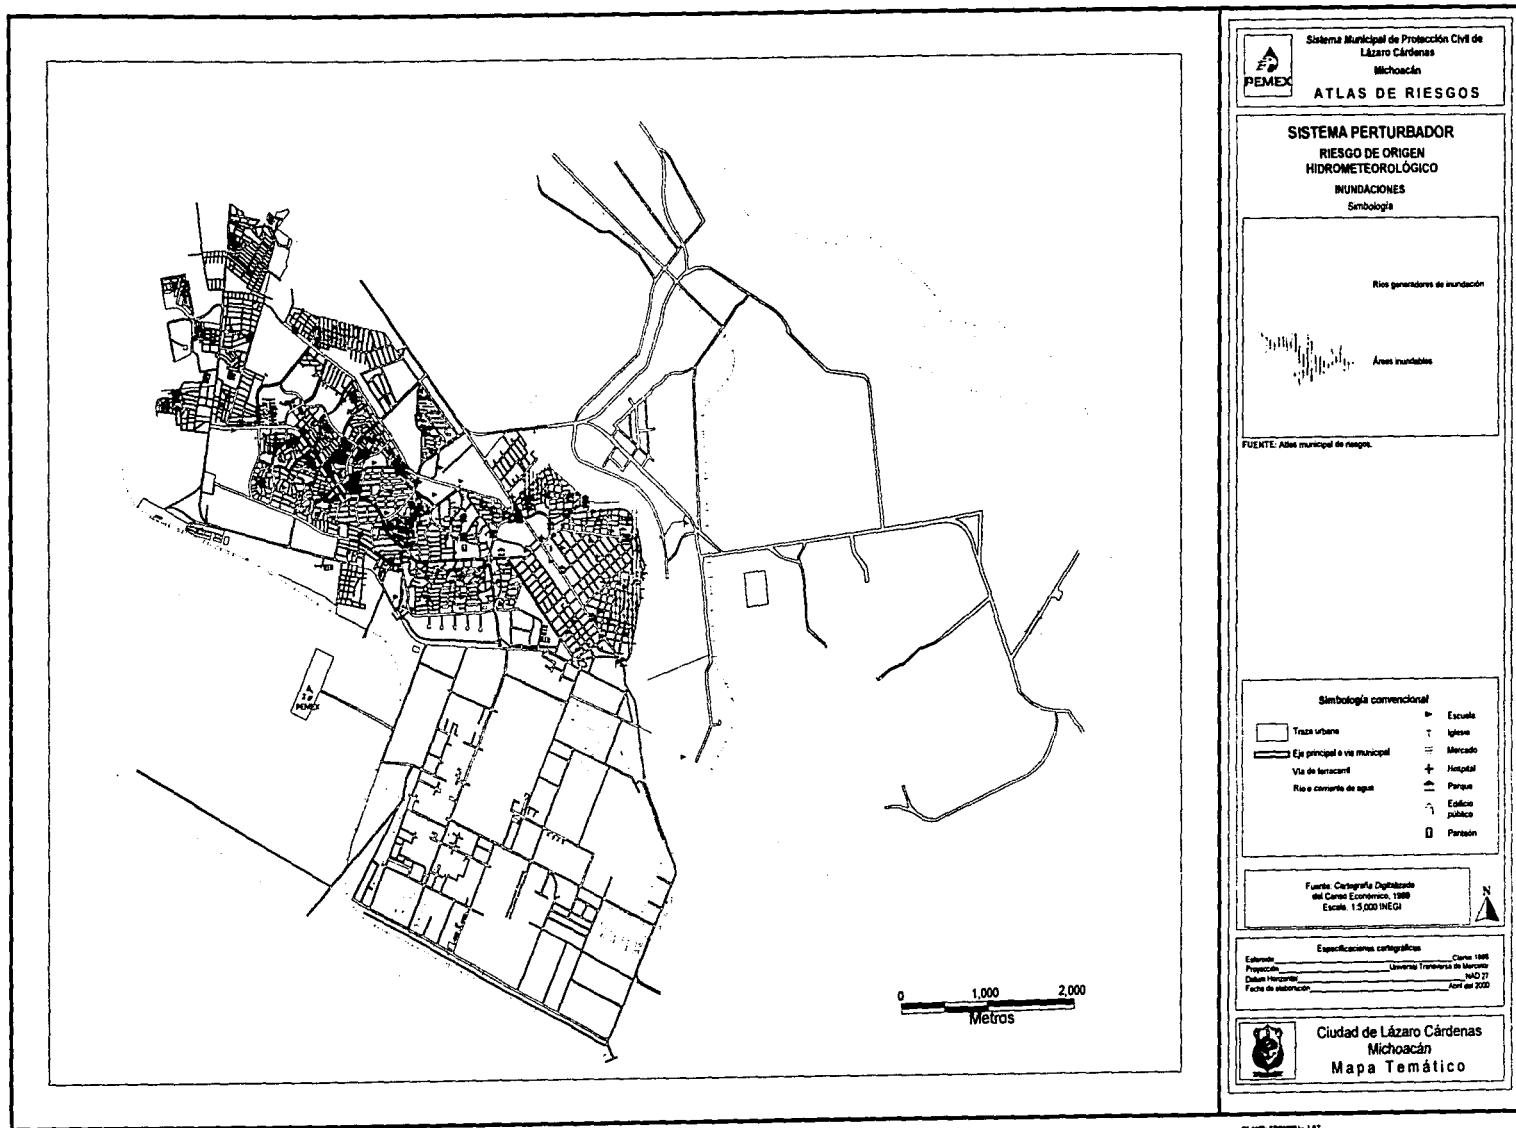 PEMEX
Sistema Municipal de Protección Civil de
Lázaro Cárdenas
Michoacán
ATLAS DE RIESGOS
SISTEMA PERTURBADOR
RIESGO DE ORIGEN
HIDROMETEOROLÓGICO
INUNDACIONES
Simbología
Ríos generadores de inundación
Áreas inundables
FUENTE: Atlas municipal de riesgos.
PEMEX
0 1,000 2,000
Metros
Simbología convencional
Traza urbana
Eje principal o vía municipal
Vía de ferrocarril
Río o corriente de agua
Escuela
Iglesia
Mercado
Hospital
Parque
Edificio
público
Panteón
Fuente: Cartografía Digitalizada
del Censo Económico, 1989
Escala. 1:5,000 INEGI
N
Especificaciones cartográficas
Esferoide Clarke 1866
Proyección Universal Transversa de Mercator
Datum Horizontal NAD 27
Fecha de elaboración Abril del 2000
Ciudad de Lázaro Cárdenas
Michoacán
Mapa Temático